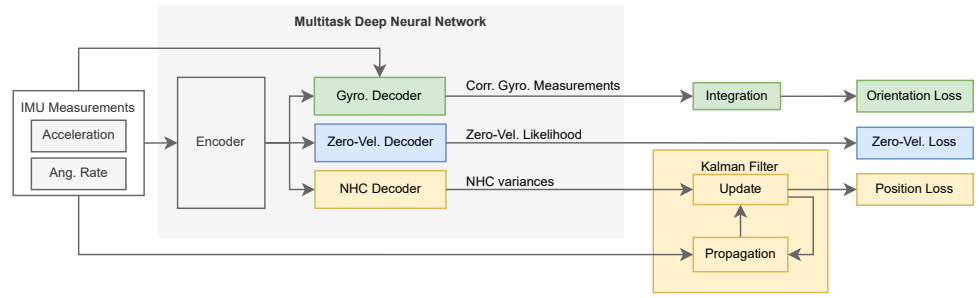 Multitask Deep Neural Network
IMU Measurements
Acceleration
Ang. Rate
Encoder
Gyro. Decoder
Corr. Gyro. Measurements
Integration
Orientation Loss
Zero-Vel. Decoder
Zero-Vel. Likelihood
Zero-Vel. Loss
NHC Decoder
NHC variances
Kalman Filter
Update
Position Loss
Propagation